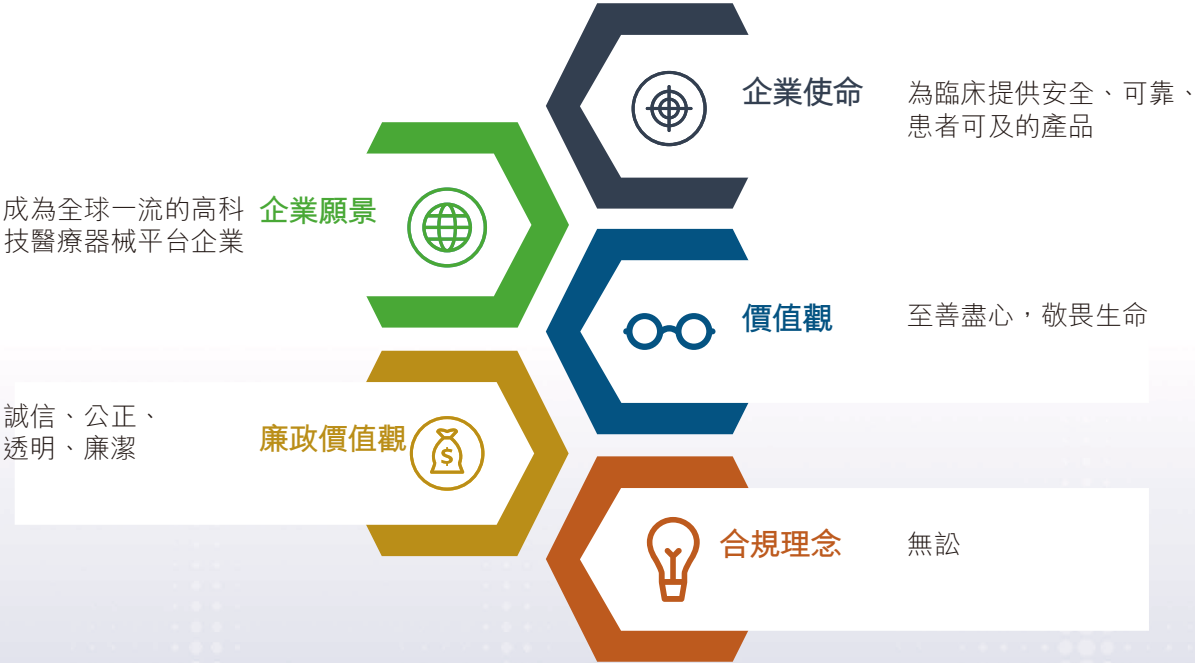 企業使命
為臨床提供安全、可靠、
患者可及的產品
企業願景
成為全球一流的高科
技醫療器械平台企業
價值觀
至善盡心，敬畏生命
廉政價值觀
誠信、公正、
透明、廉潔
$
合規理念
無訟